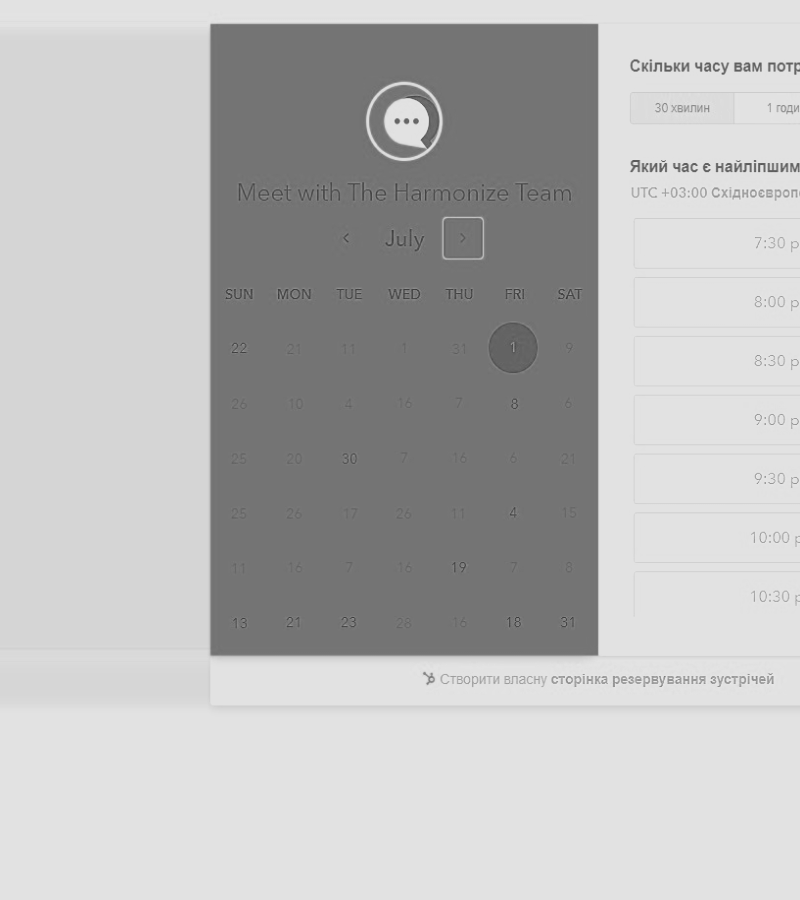 Meet with The Harmonize Team
July
SUN MON TUE WED THU FRI SAT
22 21 11 1 31 1 9
26 10 4 16 7 8 6
25 20 30 7 16 6 21
25 26 17 26 11 4 15
11 16 7 16 19 7 8
13 21 23 28 16 18 31
Скільки часу вам потр
30 хвилин 1 годи
Який час є найліпшим
UTC +03:00 Східноєвропе
7:30 р
8:00 р
8:30 р
9:00 р
9:30 р
10:00 р
10:30 р
Створити власну сторінка резервування зустрічей